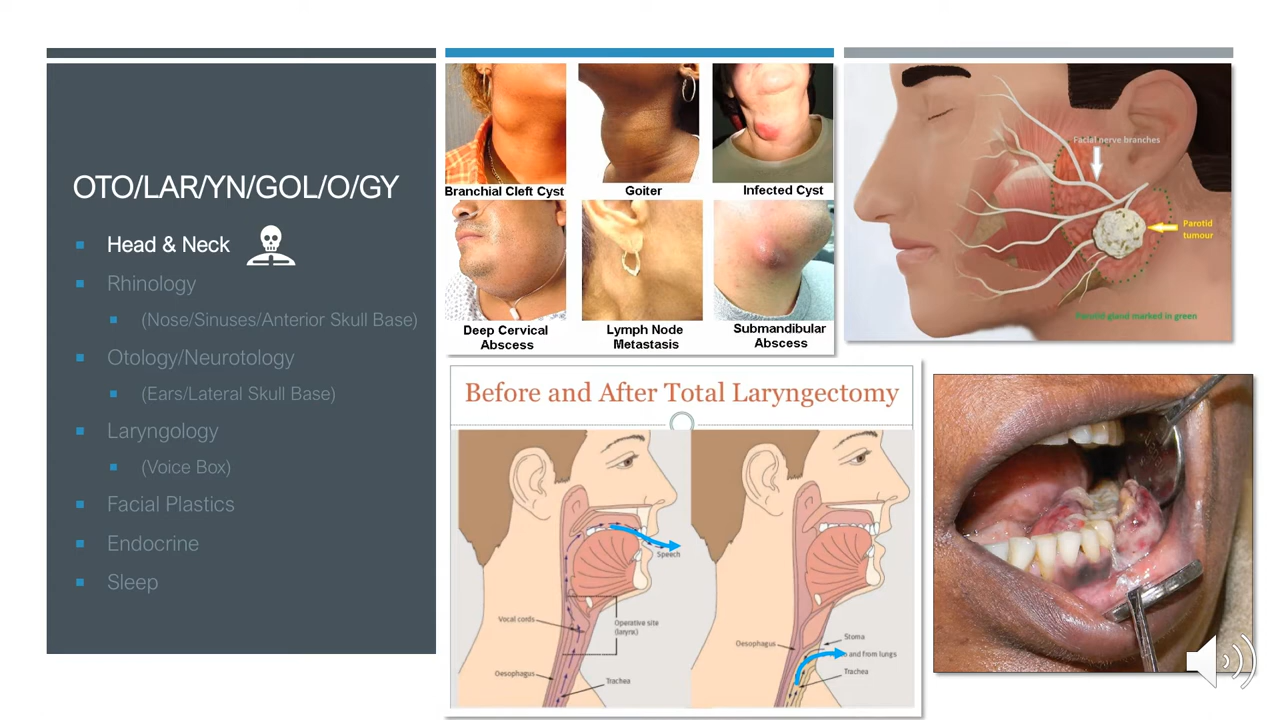 OTO/LAR/YN/GOL/O/GY
Head & Neck
Rhinology
(Nose/Sinuses/Anterior Skull Base)
Otology/Neurotology
(Ears/Lateral Skull Base)
Laryngology
(Voice Box)
Facial Plastics
Endocrine
Sleep
Branchial Cleft Cyst
Goiter
Infected Cyst
Deep Cervical
Abscess
Lymph Node
Metastasis
Submandibular
Abscess
Facial nerve branches
Parotid
tumour
Parotid gland marked in green
Before and After Total Laryngectomy
Speech
Vocal cords
Operative site
(larynx)
Oesophagus
Trachea
Oesophagus
Stoma
and from lungs
Trachea